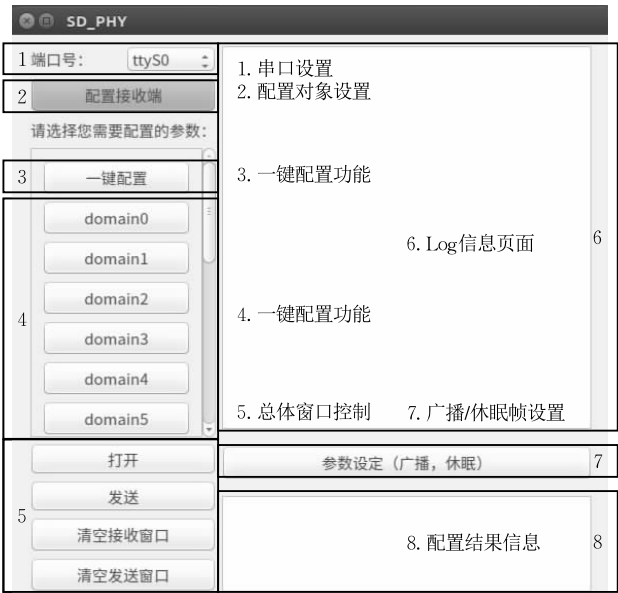 SD_PHY
1 端口号: ttyS0
2 配置接收端
请选择您需要配置的参数:
3 一键配置
domain0
domain1
domain2
domain3
domain4
domain5
4
打开
发送
清空接收窗口
清空发送窗口
5
1. 串口设置
2. 配置对象设置
3. 一键配置功能
6. Log信息页面
6
4. 一键配置功能
5. 总体窗口控制
7. 广播/休眠帧设置
参数设定（广播，休眠）
7
8. 配置结果信息
8